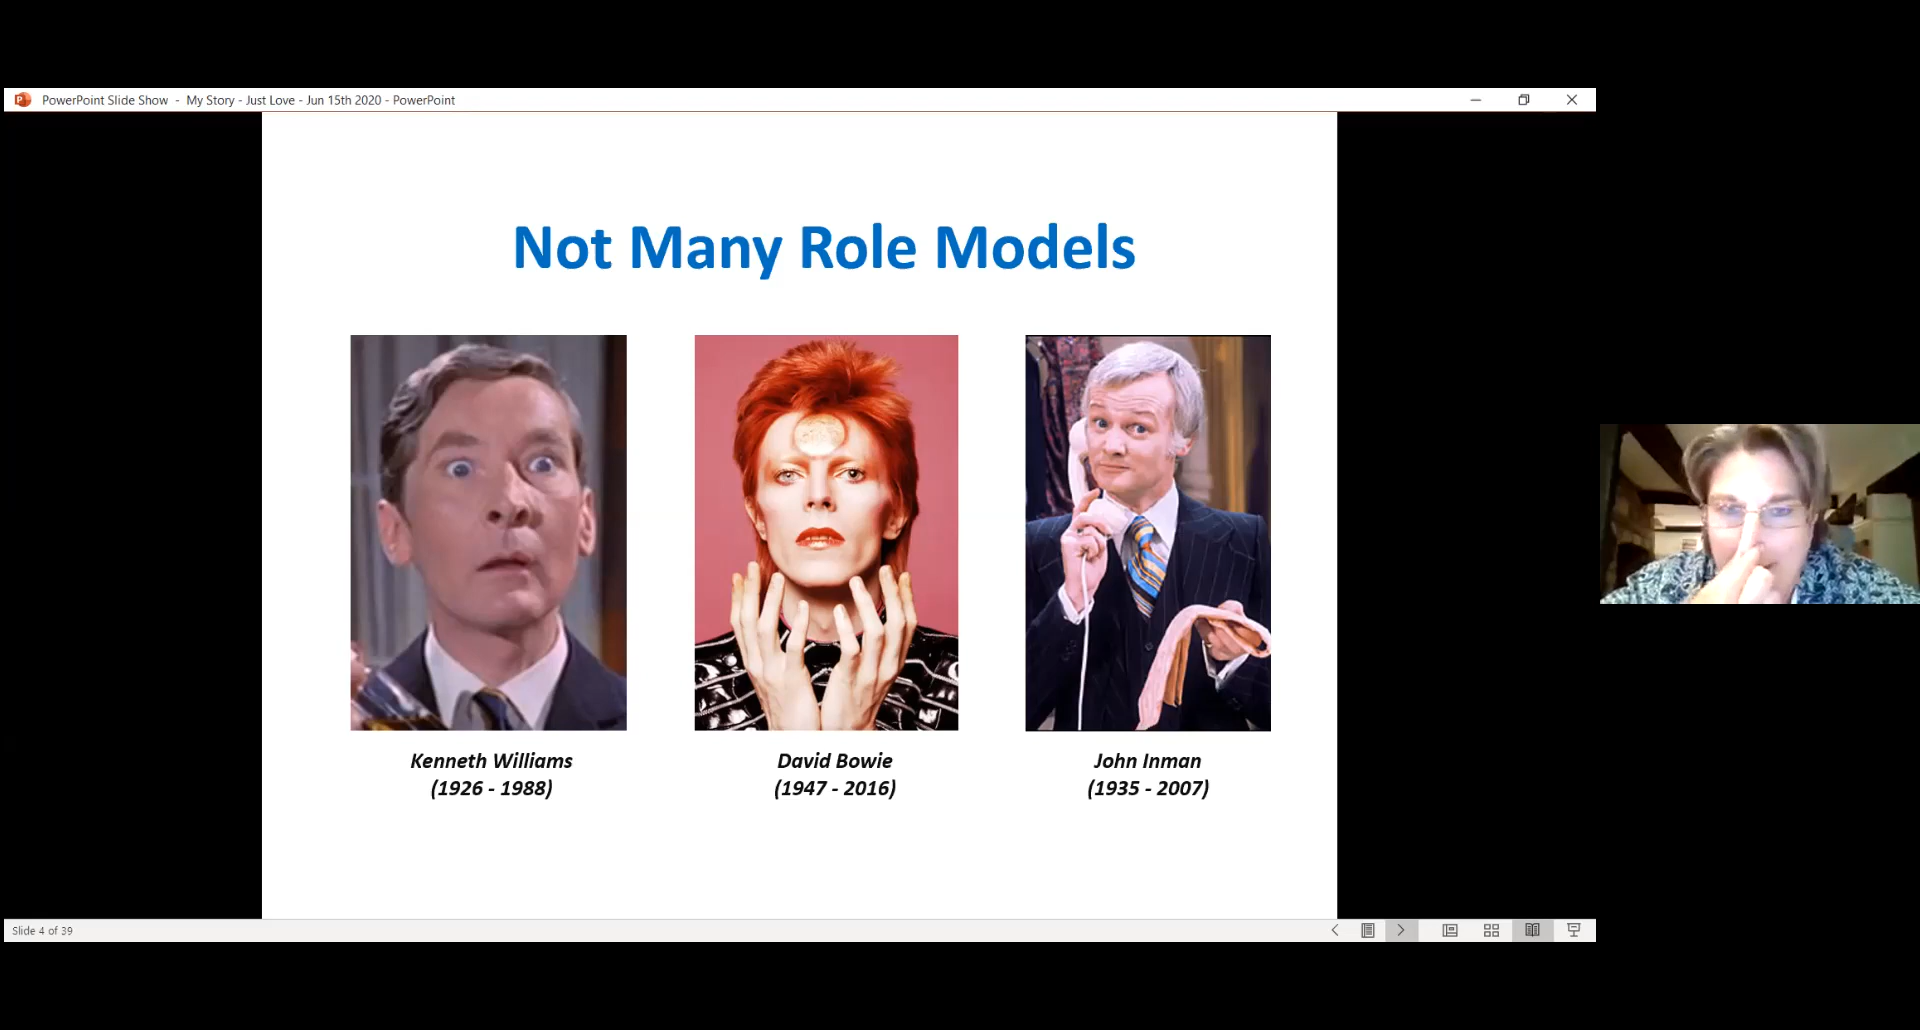 PowerPoint Slide Show - My Story - Just Love - Jun 15th 2020 - PowerPoint
Not Many Role Models
Kenneth Williams
(1926 - 1988)
David Bowie
(1947 - 2016)
John Inman
(1935 - 2007)
Slide 4 of 39